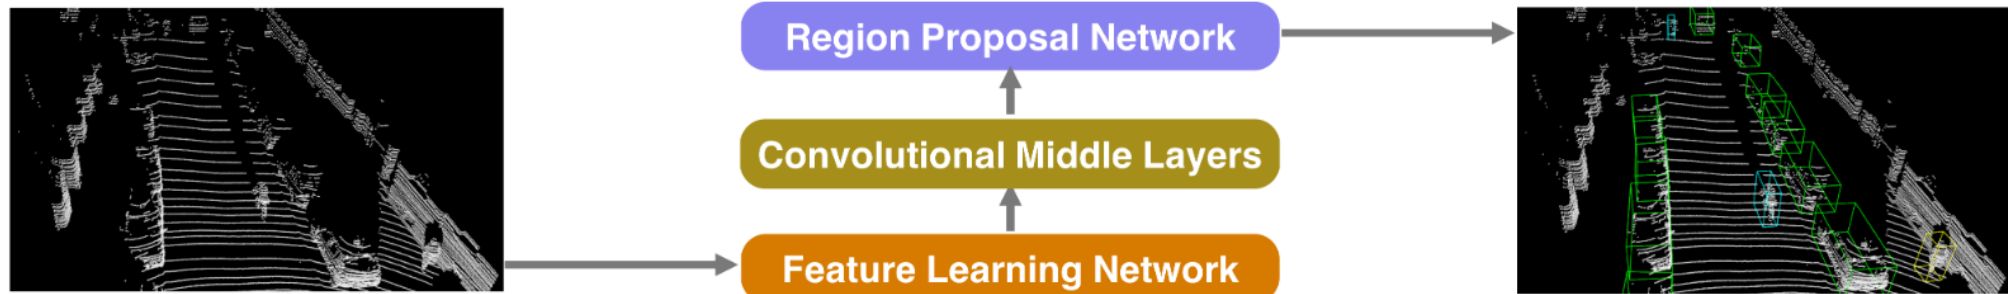 Region Proposal Network
Convolutional Middle Layers
Feature Learning Network